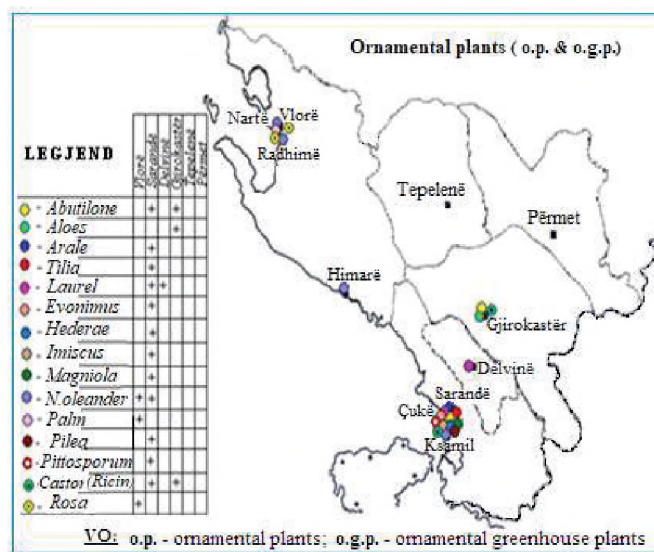 Ornamental plants ( o.p. & o.g.p.)
Nartë
Vlorë
Radhimë
LEGJEND
Vlorë
Sarandë
Delvinë
Gjirokastër
Tepelenë
Përmet
Tepelenë
Përmet
Himarë
Gjirokastër
Delvinë
Sarandë
Çukë
Ksamil
- Abutilone + +
- Aloes +
- Arale +
- Tilia +
- Laurel + +
- Evonimus +
- Hederae +
- Imiscus +
- Magniola +
- N.oleander + +
- Palm +
- Pilea +
- Pittosporum +
- Castor (Ricin) + +
- Rosa +
VO: o.p. - ornamental plants; o.g.p. - ornamental greenhouse plants